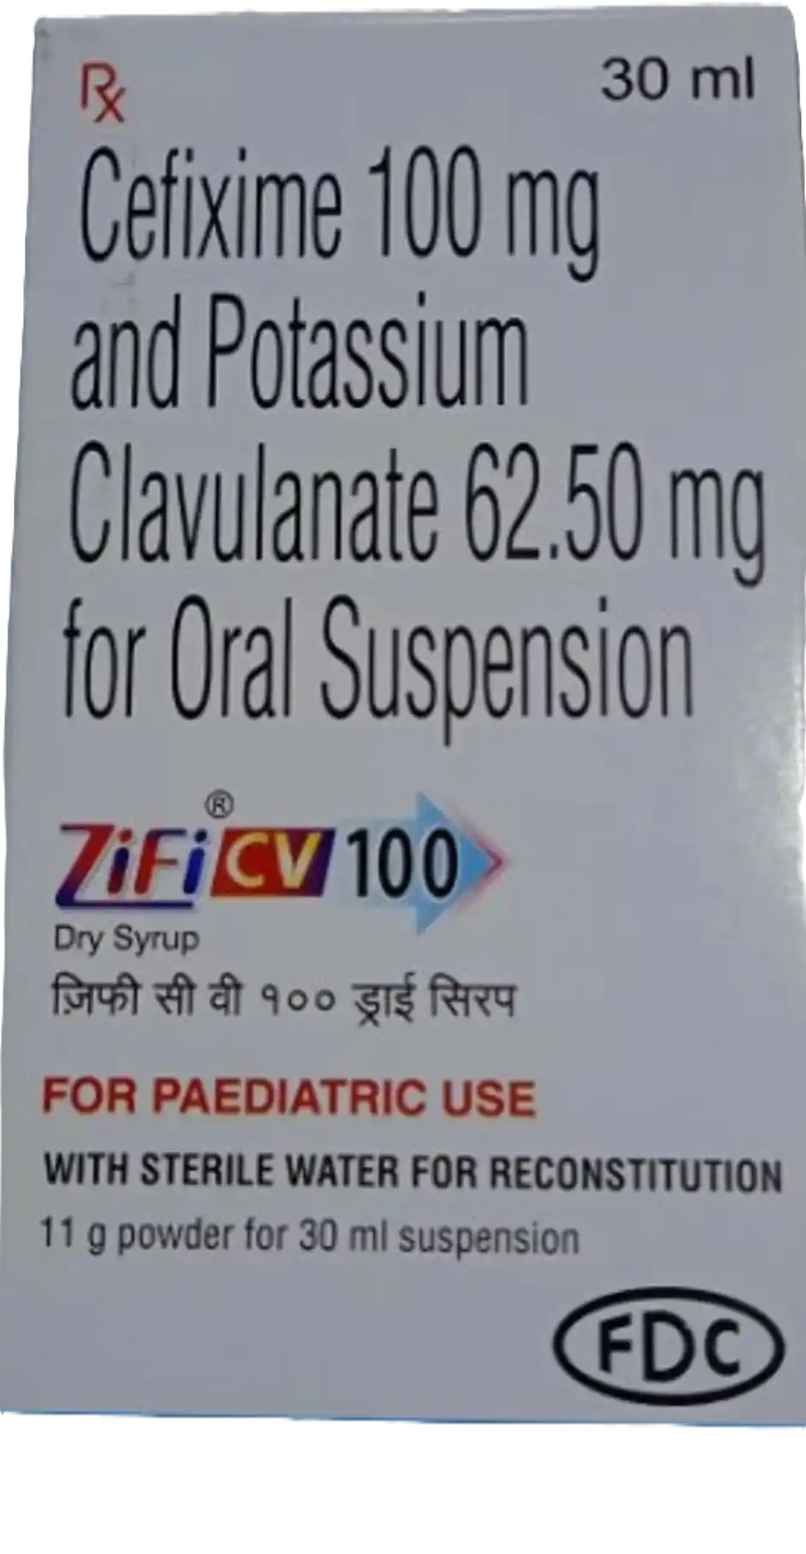 Rx
30 ml
Cefixime 100 mg
and Potassium
Clavulanate 62.50 mg
for Oral Suspension
ZiFi® CV 100
Dry Syrup
ज़िफी सी वी १०० ड्राई सिरप
FOR PAEDIATRIC USE
WITH STERILE WATER FOR RECONSTITUTION
11 g powder for 30 ml suspension
FDC